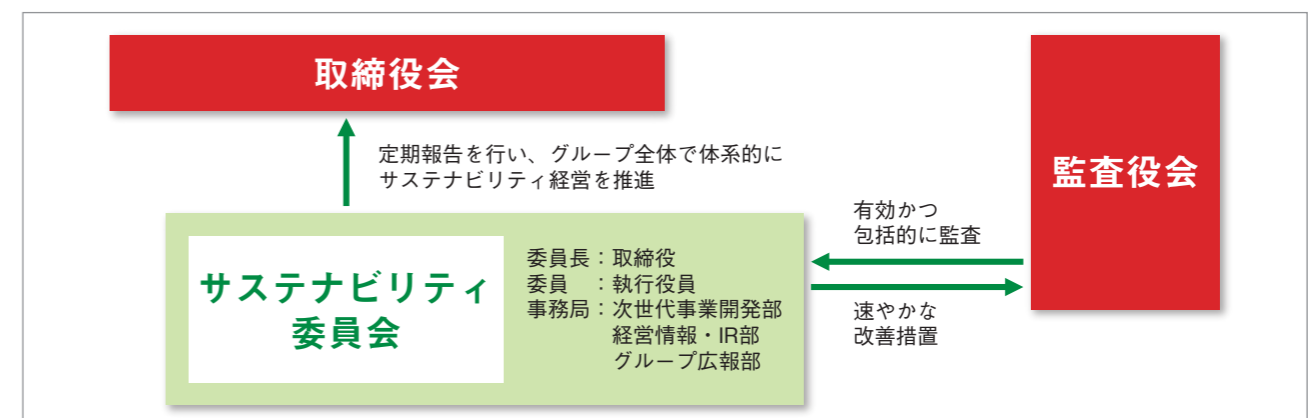 取締役会
定期報告を行い、グループ全体で体系的に
サステナビリティ経営を推進
監査役会
有効かつ
包括的に監査
速やかな
改善措置
サステナビリティ
委員会
委員長：取締役
委員　：執行役員
事務局：次世代事業開発部
経営情報・IR部
グループ広報部